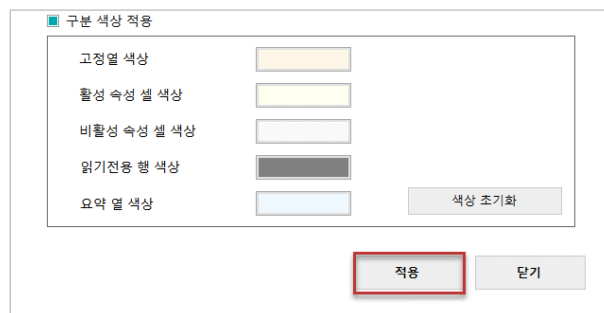 구분 색상 적용
고정열 색상
활성 속성 셀 색상
비활성 속성 셀 색상
읽기전용 행 색상
요약 열 색상
색상 초기화
적용
닫기